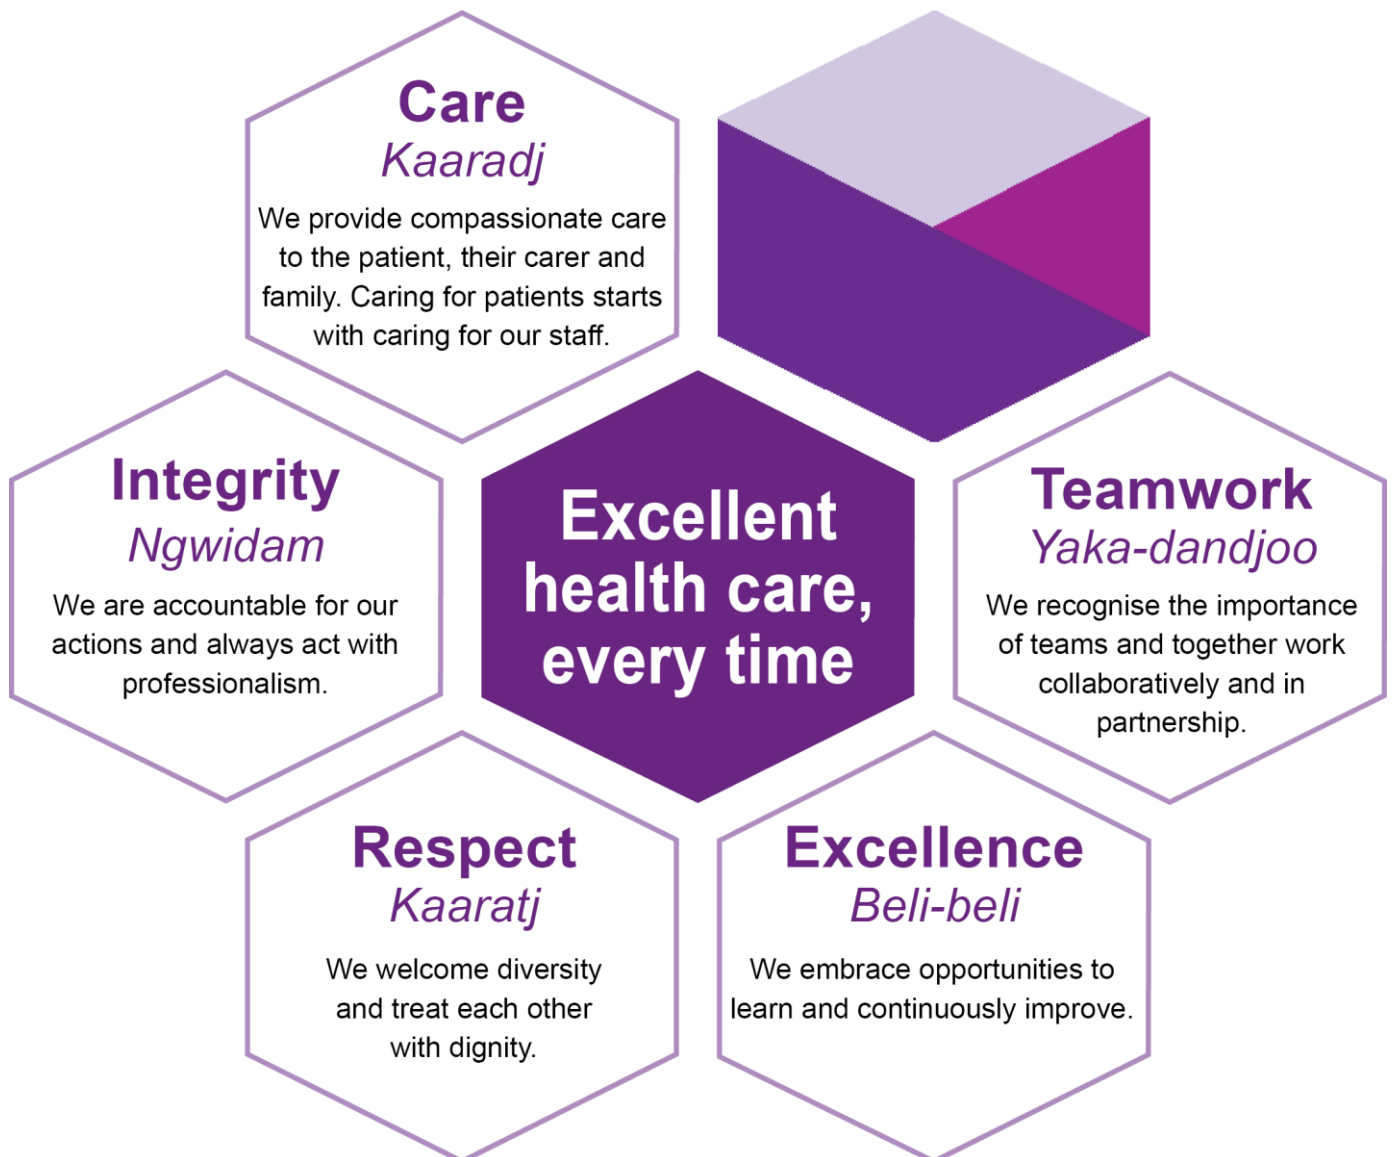 Care
Kaaradj
We provide compassionate care
to the patient, their carer and
family. Caring for patients starts
with caring for our staff.
Integrity
Ngwidam
We are accountable for our
actions and always act with
professionalism.
Excellent
health care,
every time
Teamwork
Yaka-dandjoo
We recognise the importance
of teams and together work
collaboratively and in
partnership.
Respect
Kaaratj
We welcome diversity
and treat each other
with dignity.
Excellence
Beli-beli
We embrace opportunities to
learn and continuously improve.